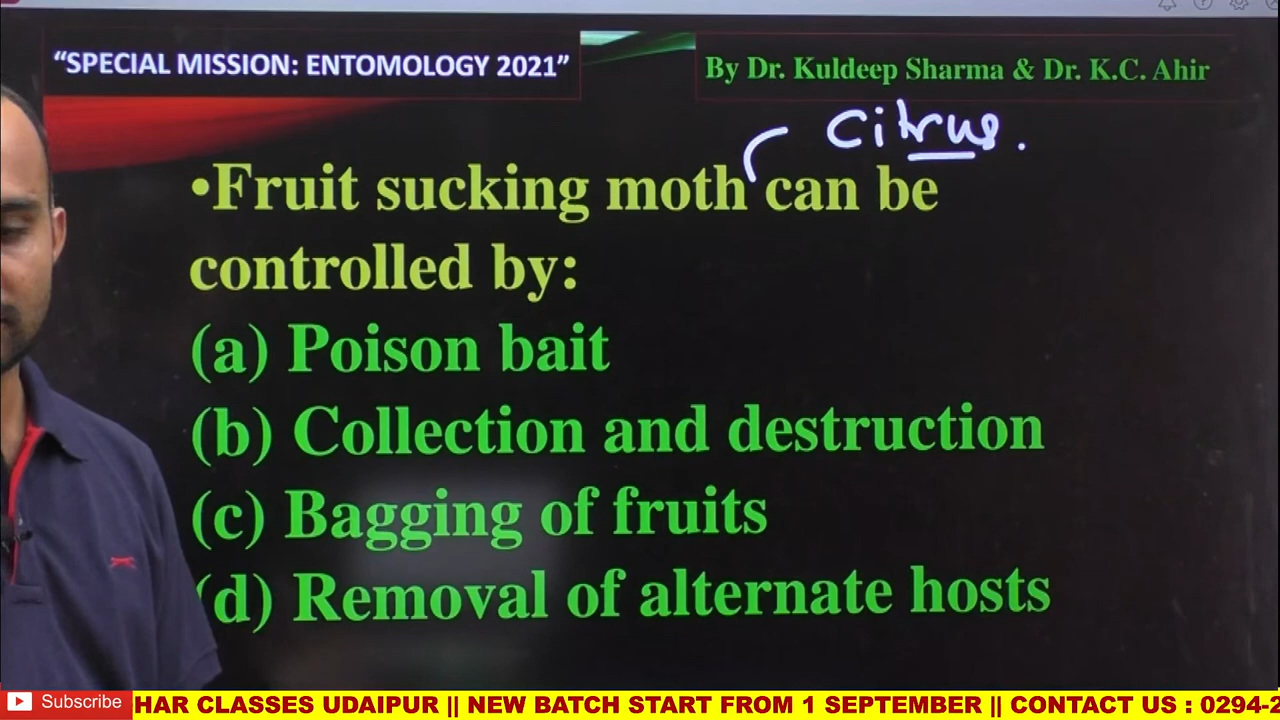 “SPECIAL MISSION: ENTOMOLOGY 2021”
By Dr. Kuldeep Sharma & Dr. K.C. Ahir
Citrus.
•Fruit sucking moth can be
controlled by:
(a) Poison bait
(b) Collection and destruction
(c) Bagging of fruits
(d) Removal of alternate hosts
Subscribe
HAR CLASSES UDAIPUR || NEW BATCH START FROM 1 SEPTEMBER || CONTACT US : 0294-2